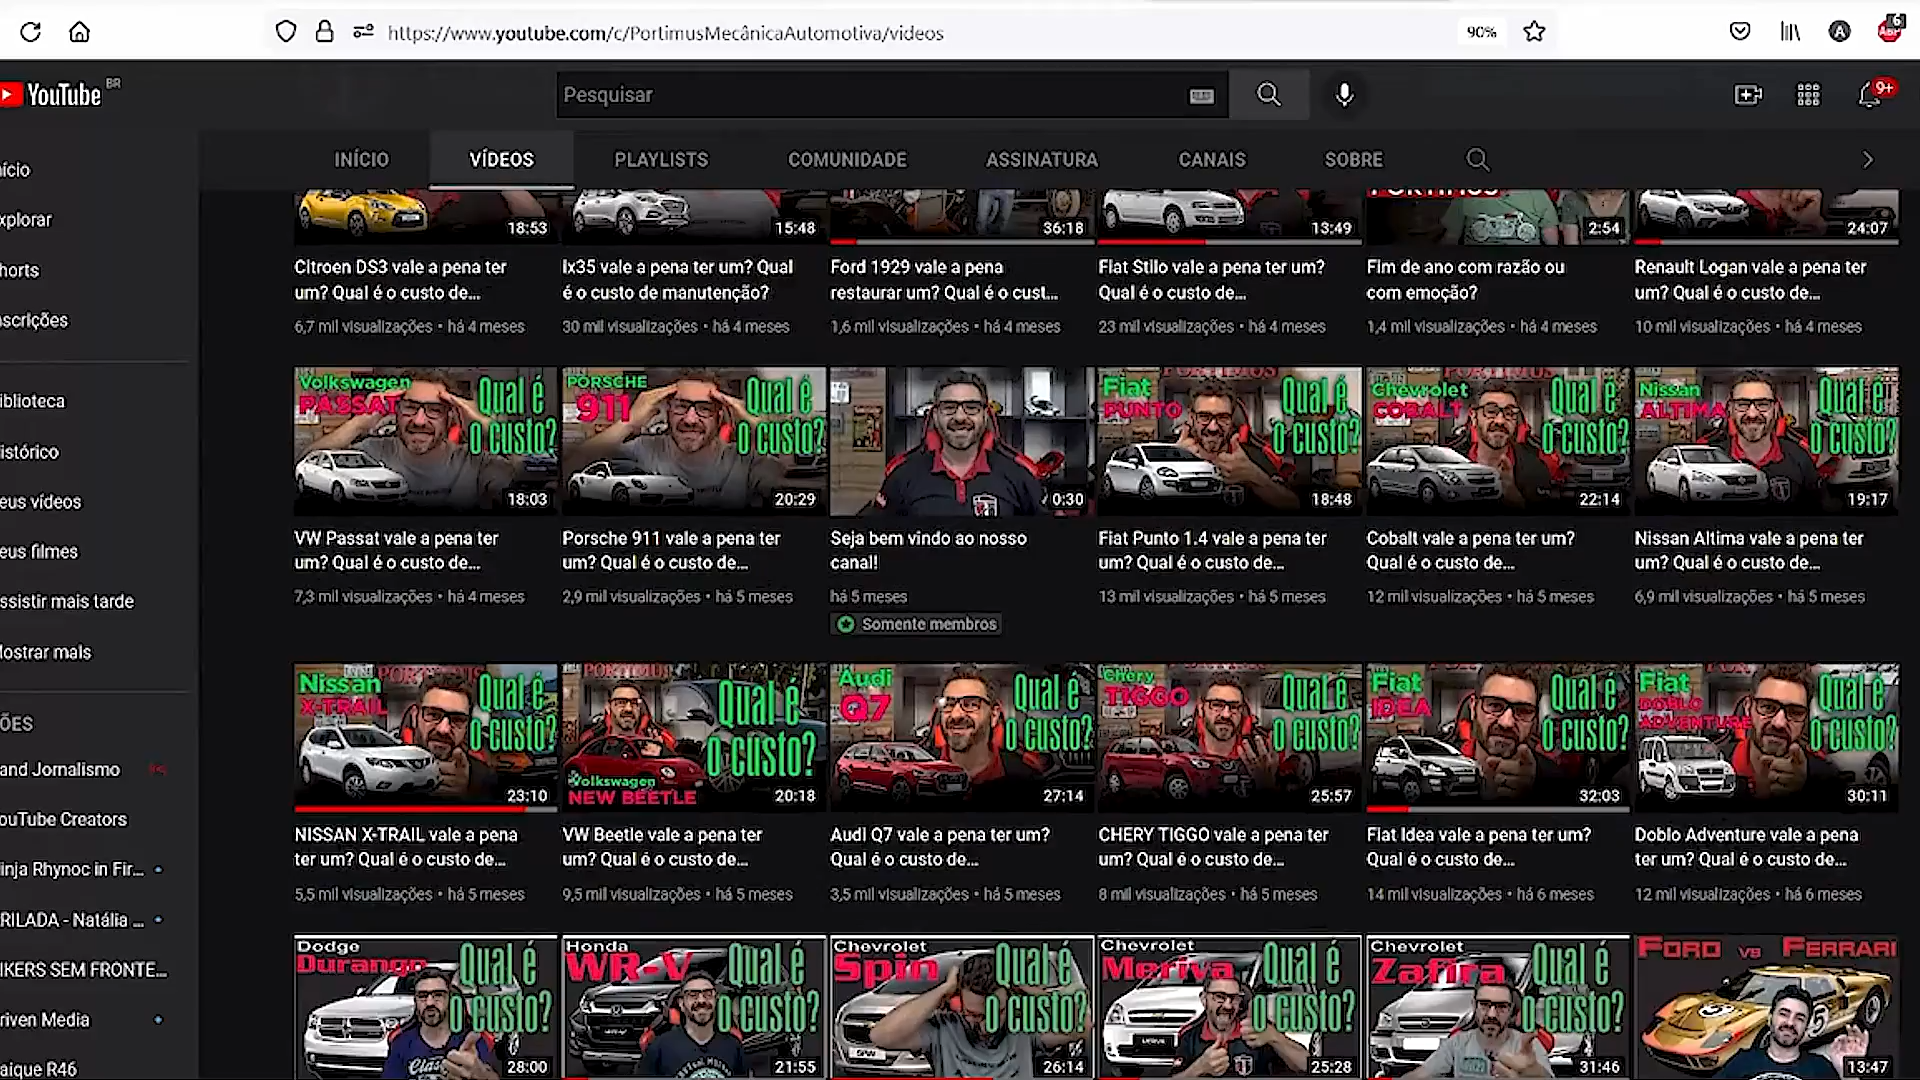 https://www.youtube.com/c/PortimusMecânicaAutomotiva/videos
90%
6
ABP
YouTube BR
Pesquisar
9+
nício
INÍCIO
VÍDEOS
PLAYLISTS
COMUNIDADE
ASSINATURA
CANAIS
SOBRE
xplorar
horts
nscrições
iblioteca
istórico
eus vídeos
eus filmes
ssistir mais tarde
Mostrar mais
ÕES
and Jornalismo
ouTube Creators
inja Rhynoc in Fir...
RILADA - Natália ...
IKERS SEM FRONTE...
riven Media
aique R46
18:53
15:48
36:18
13:49
2:54
24:07
Citroen DS3 vale a pena ter
um? Qual é o custo de...
6,7 mil visualizações • há 4 meses
Ix35 vale a pena ter um? Qual
é o custo de manutenção?
30 mil visualizações • há 4 meses
Ford 1929 vale a pena
restaurar um? Qual é o cust...
1,6 mil visualizações • há 4 meses
Fiat Stilo vale a pena ter um?
Qual é o custo de...
23 mil visualizações • há 4 meses
Fim de ano com razão ou
com emoção?
1,4 mil visualizações • há 4 meses
Renault Logan vale a pena ter
um? Qual é o custo de...
10 mil visualizações • há 4 meses
Volkswagen
PASSAT
Qual é
o custo?
18:03
VW Passat vale a pena ter
um? Qual é o custo de...
7,3 mil visualizações • há 4 meses
PORSCHE
911
Qual é
o custo?
20:29
Porsche 911 vale a pena ter
um? Qual é o custo de...
2,9 mil visualizações • há 5 meses
0:30
Seja bem vindo ao nosso
canal!
há 5 meses
Somente membros
Fiat
PUNTO
Qual é
o custo?
18:48
Fiat Punto 1.4 vale a pena ter
um? Qual é o custo de...
13 mil visualizações • há 5 meses
Chevrolet
COBALT
Qual é
o custo?
22:14
Cobalt vale a pena ter um?
Qual é o custo de...
12 mil visualizações • há 5 meses
Nissan
ALTIMA
Qual é
o custo?
19:17
Nissan Altima vale a pena ter
um? Qual é o custo de...
6,9 mil visualizações • há 5 meses
Nissan
X-TRAIL
Qual é
o custo?
23:10
NISSAN X-TRAIL vale a pena
ter um? Qual é o custo de...
5,5 mil visualizações • há 5 meses
Qual é
o custo?
Volkswagen
NEW BEETLE
20:18
VW Beetle vale a pena ter
um? Qual é o custo de...
9,5 mil visualizações • há 5 meses
Audi
Q7
Qual é
o custo?
27:14
Audi Q7 vale a pena ter um?
Qual é o custo de...
3,5 mil visualizações • há 5 meses
Chery
TIGGO
Qual é
o custo?
25:57
CHERY TIGGO vale a pena ter
um? Qual é o custo de...
8 mil visualizações • há 5 meses
Fiat
IDEA
Qual é
o custo?
32:03
Fiat Idea vale a pena ter um?
Qual é o custo de...
14 mil visualizações • há 6 meses
Fiat
DOBLO
ADVENTURE
Qual é
o custo?
30:11
Doblo Adventure vale a pena
ter um? Qual é o custo de...
12 mil visualizações • há 6 meses
Dodge
Durango
Qual é
o custo?
28:00
Honda
WR-V
Qual é
o custo?
21:55
Chevrolet
Spin
Qual é
o custo?
26:14
Chevrolet
Meriva
Qual é
o custo?
25:28
Chevrolet
Zafira
Qual é
o custo?
31:46
FORD VS FERRARI
13:47